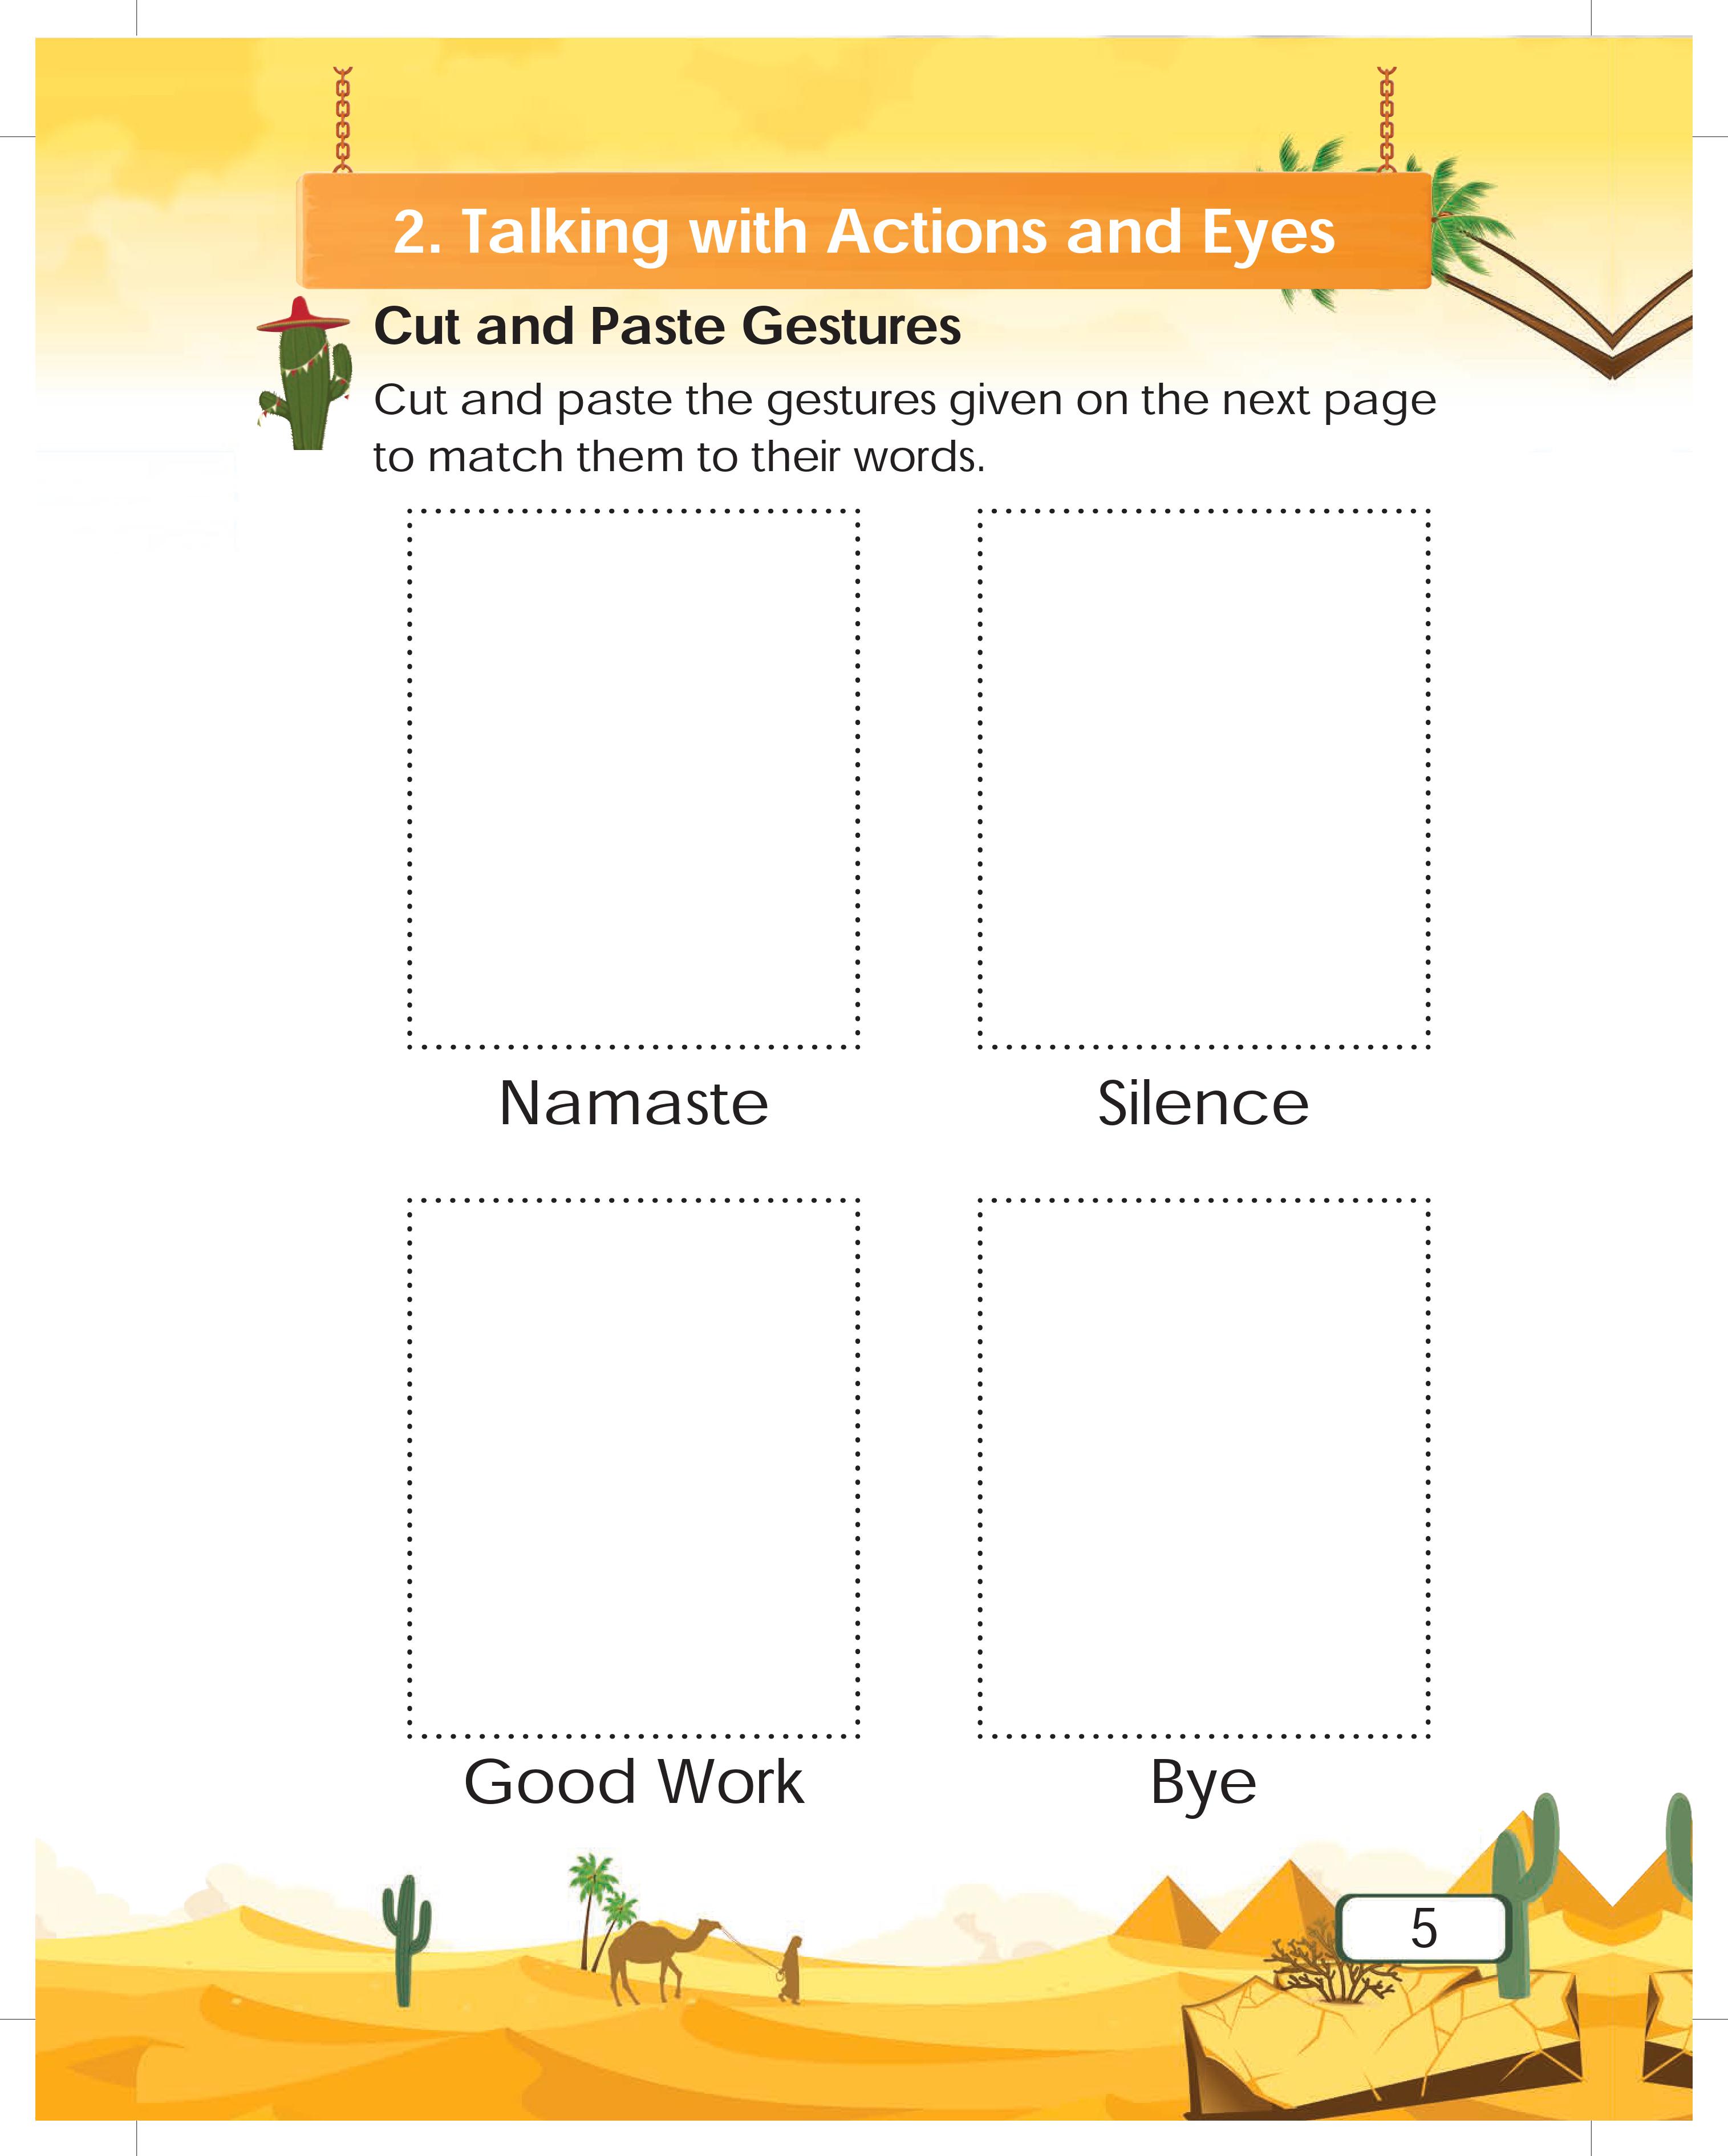 2. Talking with Actions and Eyes
Cut and Paste Gestures
Cut and paste the gestures given on the next page
to match them to their words.
Namaste
Silence
Good Work
Bye
5